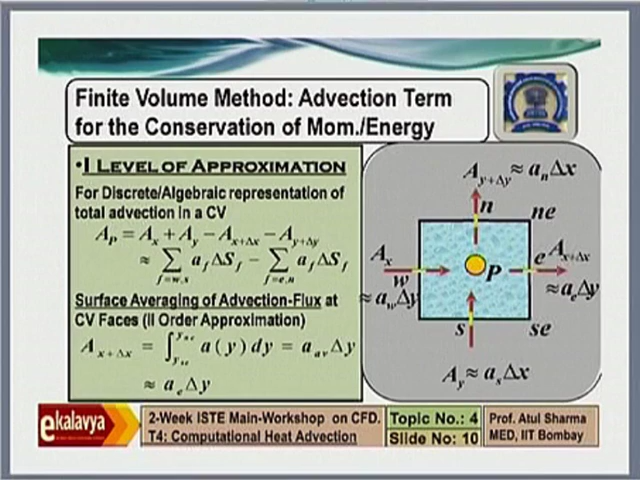 Finite Volume Method: Advection Term
for the Conservation of Mom./Energy
•I LEVEL OF APPROXIMATION
For Discrete/Algebraic representation of
total advection in a CV
A_P = A_x + A_y − A_{x+Δx} − A_{y+Δy}
≈ ∑_{f=w,s} a_f ΔS_f − ∑_{f=e,n} a_f ΔS_f
Surface Averaging of Advection-Flux at
CV Faces (II Order Approximation)
A_{x+Δx} = ∫_{y_{se}}^{y_{ne}} a(y)dy = a_{av}Δy
≈ a_e Δy
A_{y+Δy} ≈ a_n Δx
n
ne
A_x
e
A_{x+Δx}
P
w
≈ a_w Δy
≈ a_e Δy
s
se
A_y ≈ a_s Δx
ekalavya
2-Week ISTE Main-Workshop on CFD.
T4: Computational Heat Advection
Topic No.: 4
Slide No.: 10
Prof. Atul Sharma
MED, IIT Bombay